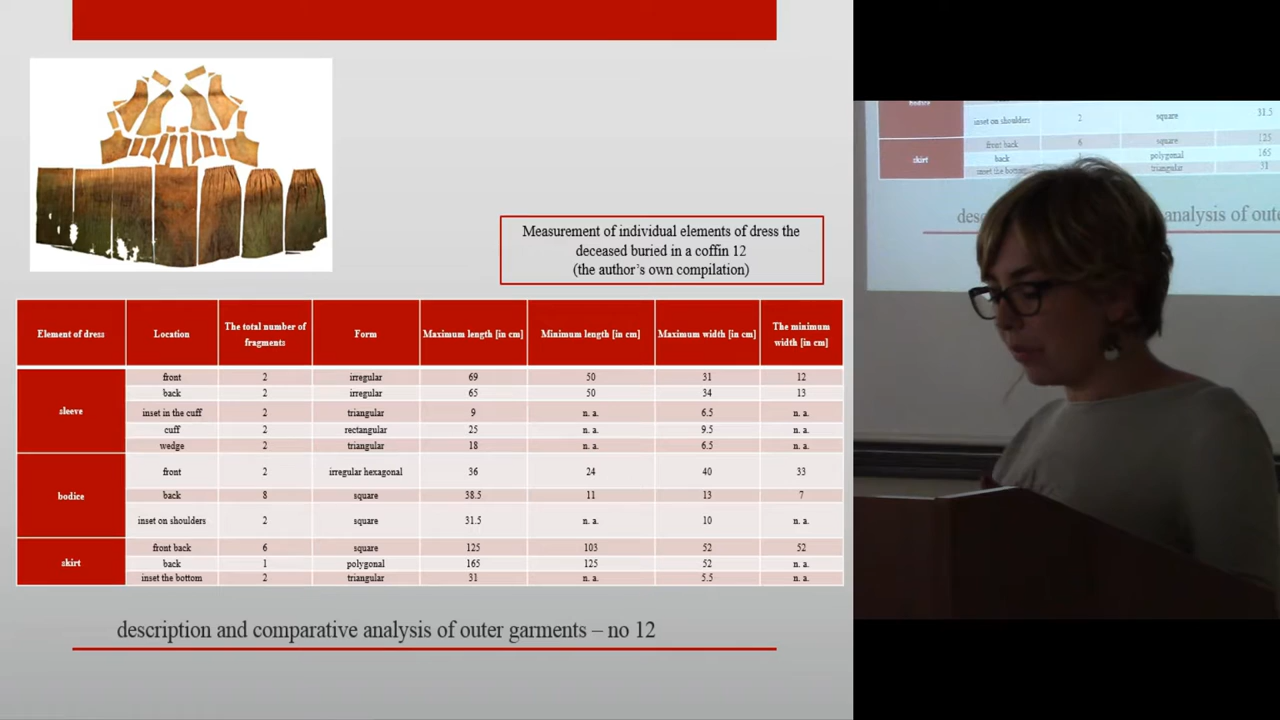 Measurement of individual elements of dress the
deceased buried in a coffin 12
(the author's own compilation)
Element of dress Location The total number of fragments Form Maximum length [in cm] Minimum length [in cm] Maximum width [in cm] The minimum width [in cm]
sleeve front 2 irregular 69 50 31 12
back 2 irregular 65 50 34 13
inset in the cuff 2 triangular 9 n. a. 6.5 n. a.
cuff 2 rectangular 25 n. a. 9.5 n. a.
wedge 2 triangular 18 n. a. 6.5 n. a.
bodice front 2 irregular hexagonal 36 24 40 33
back 8 square 38.5 11 13 7
inset on shoulders 2 square 31.5 n. a. 10 n. a.
skirt front back 6 square 125 103 52 52
back 1 polygonal 165 125 52 n. a.
inset the bottom 2 triangular 31 n. a. 5.5 n. a.
description and comparative analysis of outer garments – no 12
bodice
inset on shoulders 2 square 31.5
skirt front back 6 square 125
back polygonal 165
inset the bottom triangular 31
analysis of